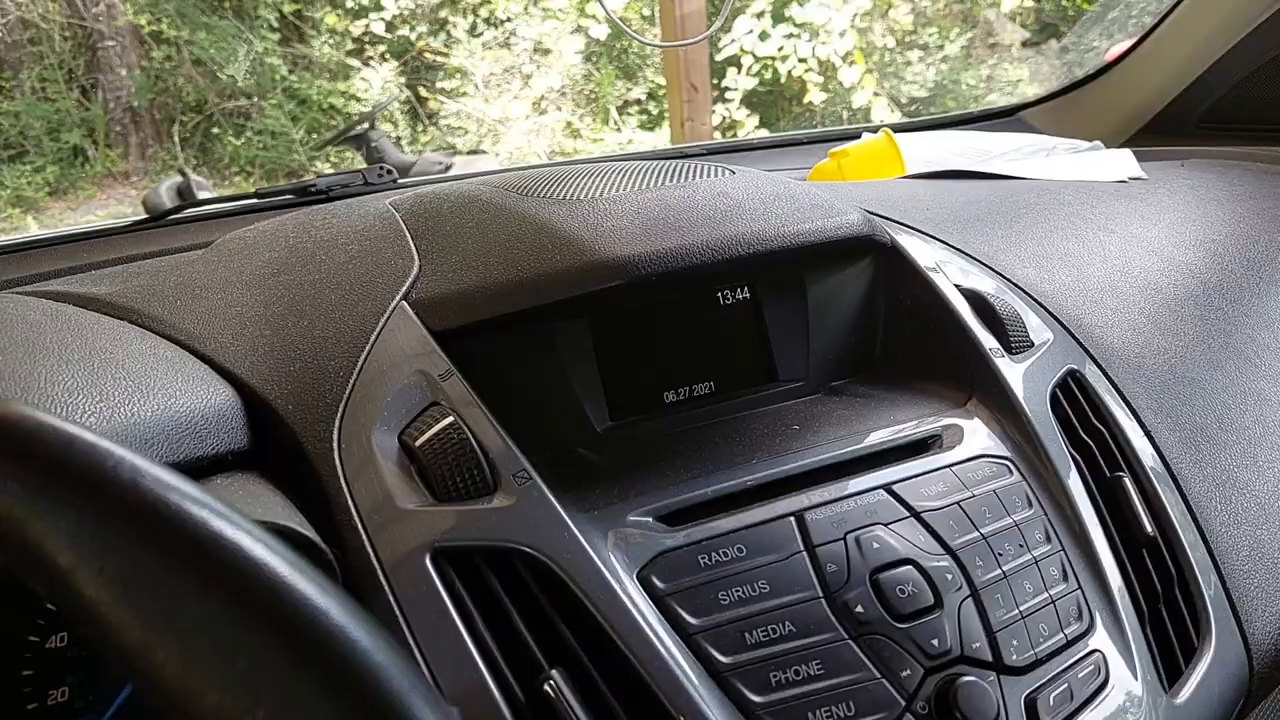 13:44
06.27.2021
PASSENGER AIRBAG
OFF ON
TUNE- TUNE+
RADIO
SIRIUS
MEDIA
PHONE
MENU
i
OK
1 2 3
4 5 6
7 8 9
* 0
40
20